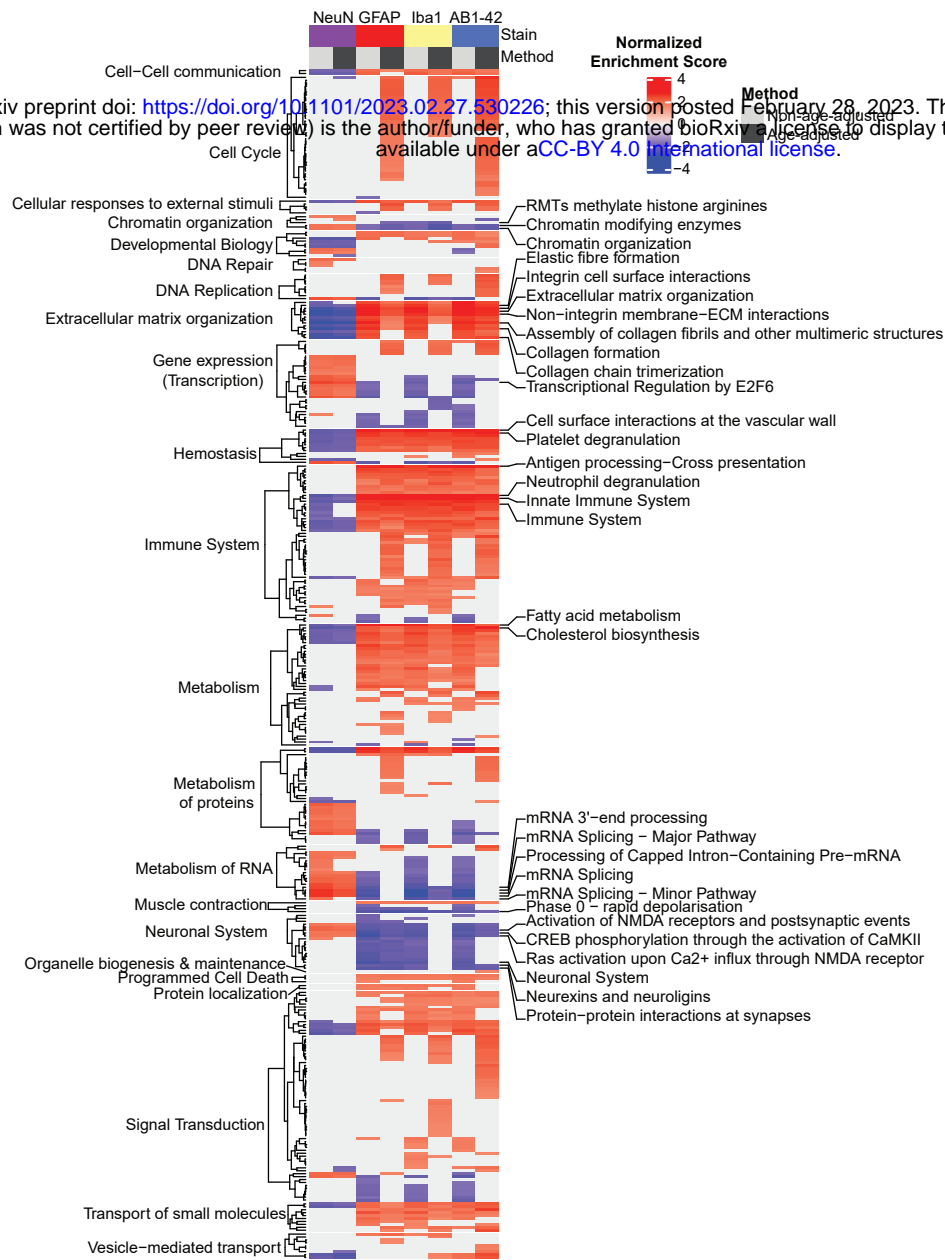 NeuN GFAP Iba1 AB1-42
Stain
Method
Normalized
Enrichment Score
4
2
0
−2
−4
Method
Non-age-adjusted
Age-adjusted
xiv preprint doi: https://doi.org/10.1101/2023.02.27.530226; this version posted February 28, 2023. Th
n was not certified by peer review) is the author/funder, who has granted bioRxiv a license to display t
available under aCC-BY 4.0 International license.
Cell−Cell communication
Cell Cycle
Cellular responses to external stimuli
Chromatin organization
Developmental Biology
DNA Repair
DNA Replication
Extracellular matrix organization
Gene expression
(Transcription)
Hemostasis
Immune System
Metabolism
Metabolism
of proteins
Metabolism of RNA
Muscle contraction
Neuronal System
Organelle biogenesis & maintenance
Programmed Cell Death
Protein localization
Signal Transduction
Transport of small molecules
Vesicle−mediated transport
RMTs methylate histone arginines
Chromatin modifying enzymes
Chromatin organization
Elastic fibre formation
Integrin cell surface interactions
Extracellular matrix organization
Non−integrin membrane−ECM interactions
Assembly of collagen fibrils and other multimeric structures
Collagen formation
Collagen chain trimerization
Transcriptional Regulation by E2F6
Cell surface interactions at the vascular wall
Platelet degranulation
Antigen processing−Cross presentation
Neutrophil degranulation
Innate Immune System
Immune System
Fatty acid metabolism
Cholesterol biosynthesis
mRNA 3'−end processing
mRNA Splicing − Major Pathway
Processing of Capped Intron−Containing Pre−mRNA
mRNA Splicing
mRNA Splicing − Minor Pathway
Phase 0 − rapid depolarisation
Activation of NMDA receptors and postsynaptic events
CREB phosphorylation through the activation of CaMKII
Ras activation upon Ca2+ influx through NMDA receptor
Neuronal System
Neurexins and neuroligins
Protein−protein interactions at synapses